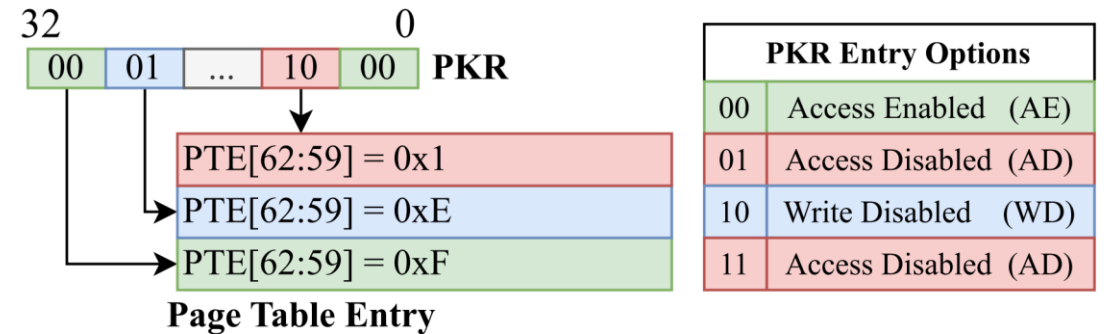 32 0
00 01 ... 10 00 PKR
PTE[62:59] = 0x1
PTE[62:59] = 0xE
PTE[62:59] = 0xF
Page Table Entry
PKR Entry Options
00 Access Enabled (AE)
01 Access Disabled (AD)
10 Write Disabled (WD)
11 Access Disabled (AD)